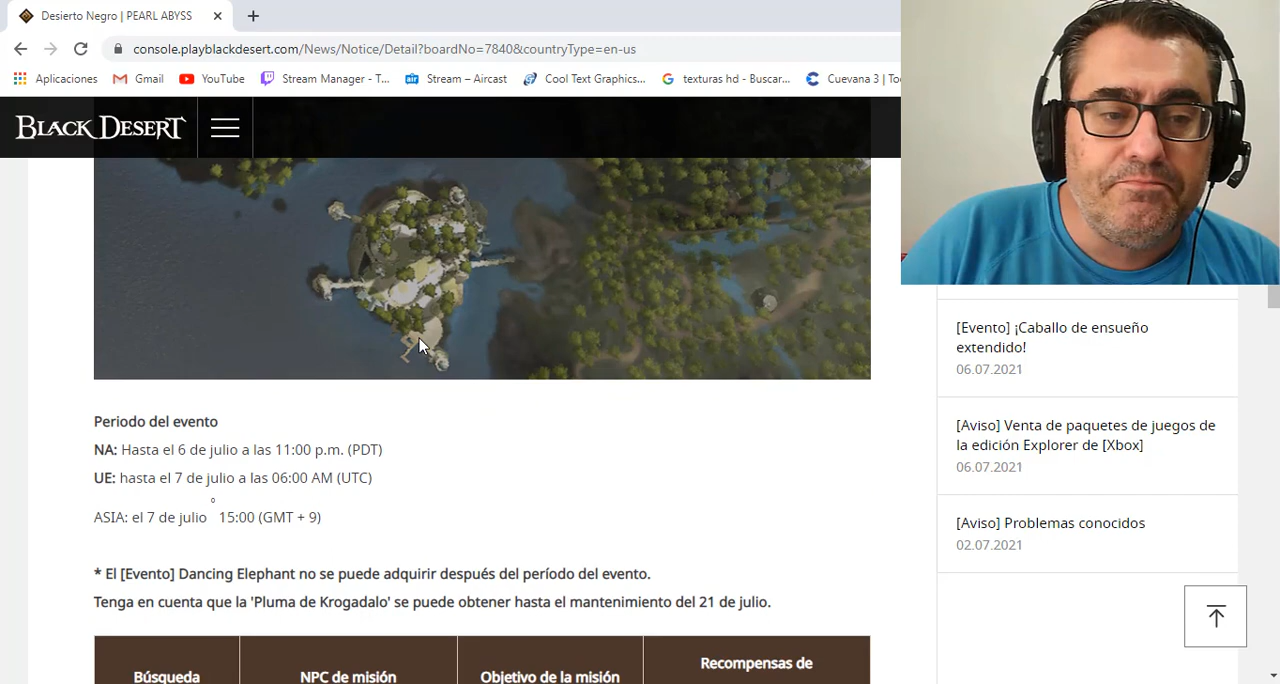 Desierto Negro | PEARL ABYSS
console.playblackdesert.com/News/Notice/Detail?boardNo=7840&countryType=en-us
Aplicaciones
Gmail
YouTube
Stream Manager - T...
air
Stream – Aircast
Cool Text Graphics...
texturas hd - Buscar...
Cuevana 3 | Too
BLACK DESERT
Periodo del evento
NA: Hasta el 6 de julio a las 11:00 p.m. (PDT)
UE: hasta el 7 de julio a las 06:00 AM (UTC)
ASIA: el 7 de julio ° 15:00 (GMT + 9)
* El [Evento] Dancing Elephant no se puede adquirir después del período del evento.
Tenga en cuenta que la 'Pluma de Krogadalo' se puede obtener hasta el mantenimiento del 21 de julio.
Búsqueda
NPC de misión
Objetivo de la misión
Recompensas de
[Evento] ¡Caballo de ensueño
extendido!
06.07.2021
[Aviso] Venta de paquetes de juegos de
la edición Explorer de [Xbox]
06.07.2021
[Aviso] Problemas conocidos
02.07.2021